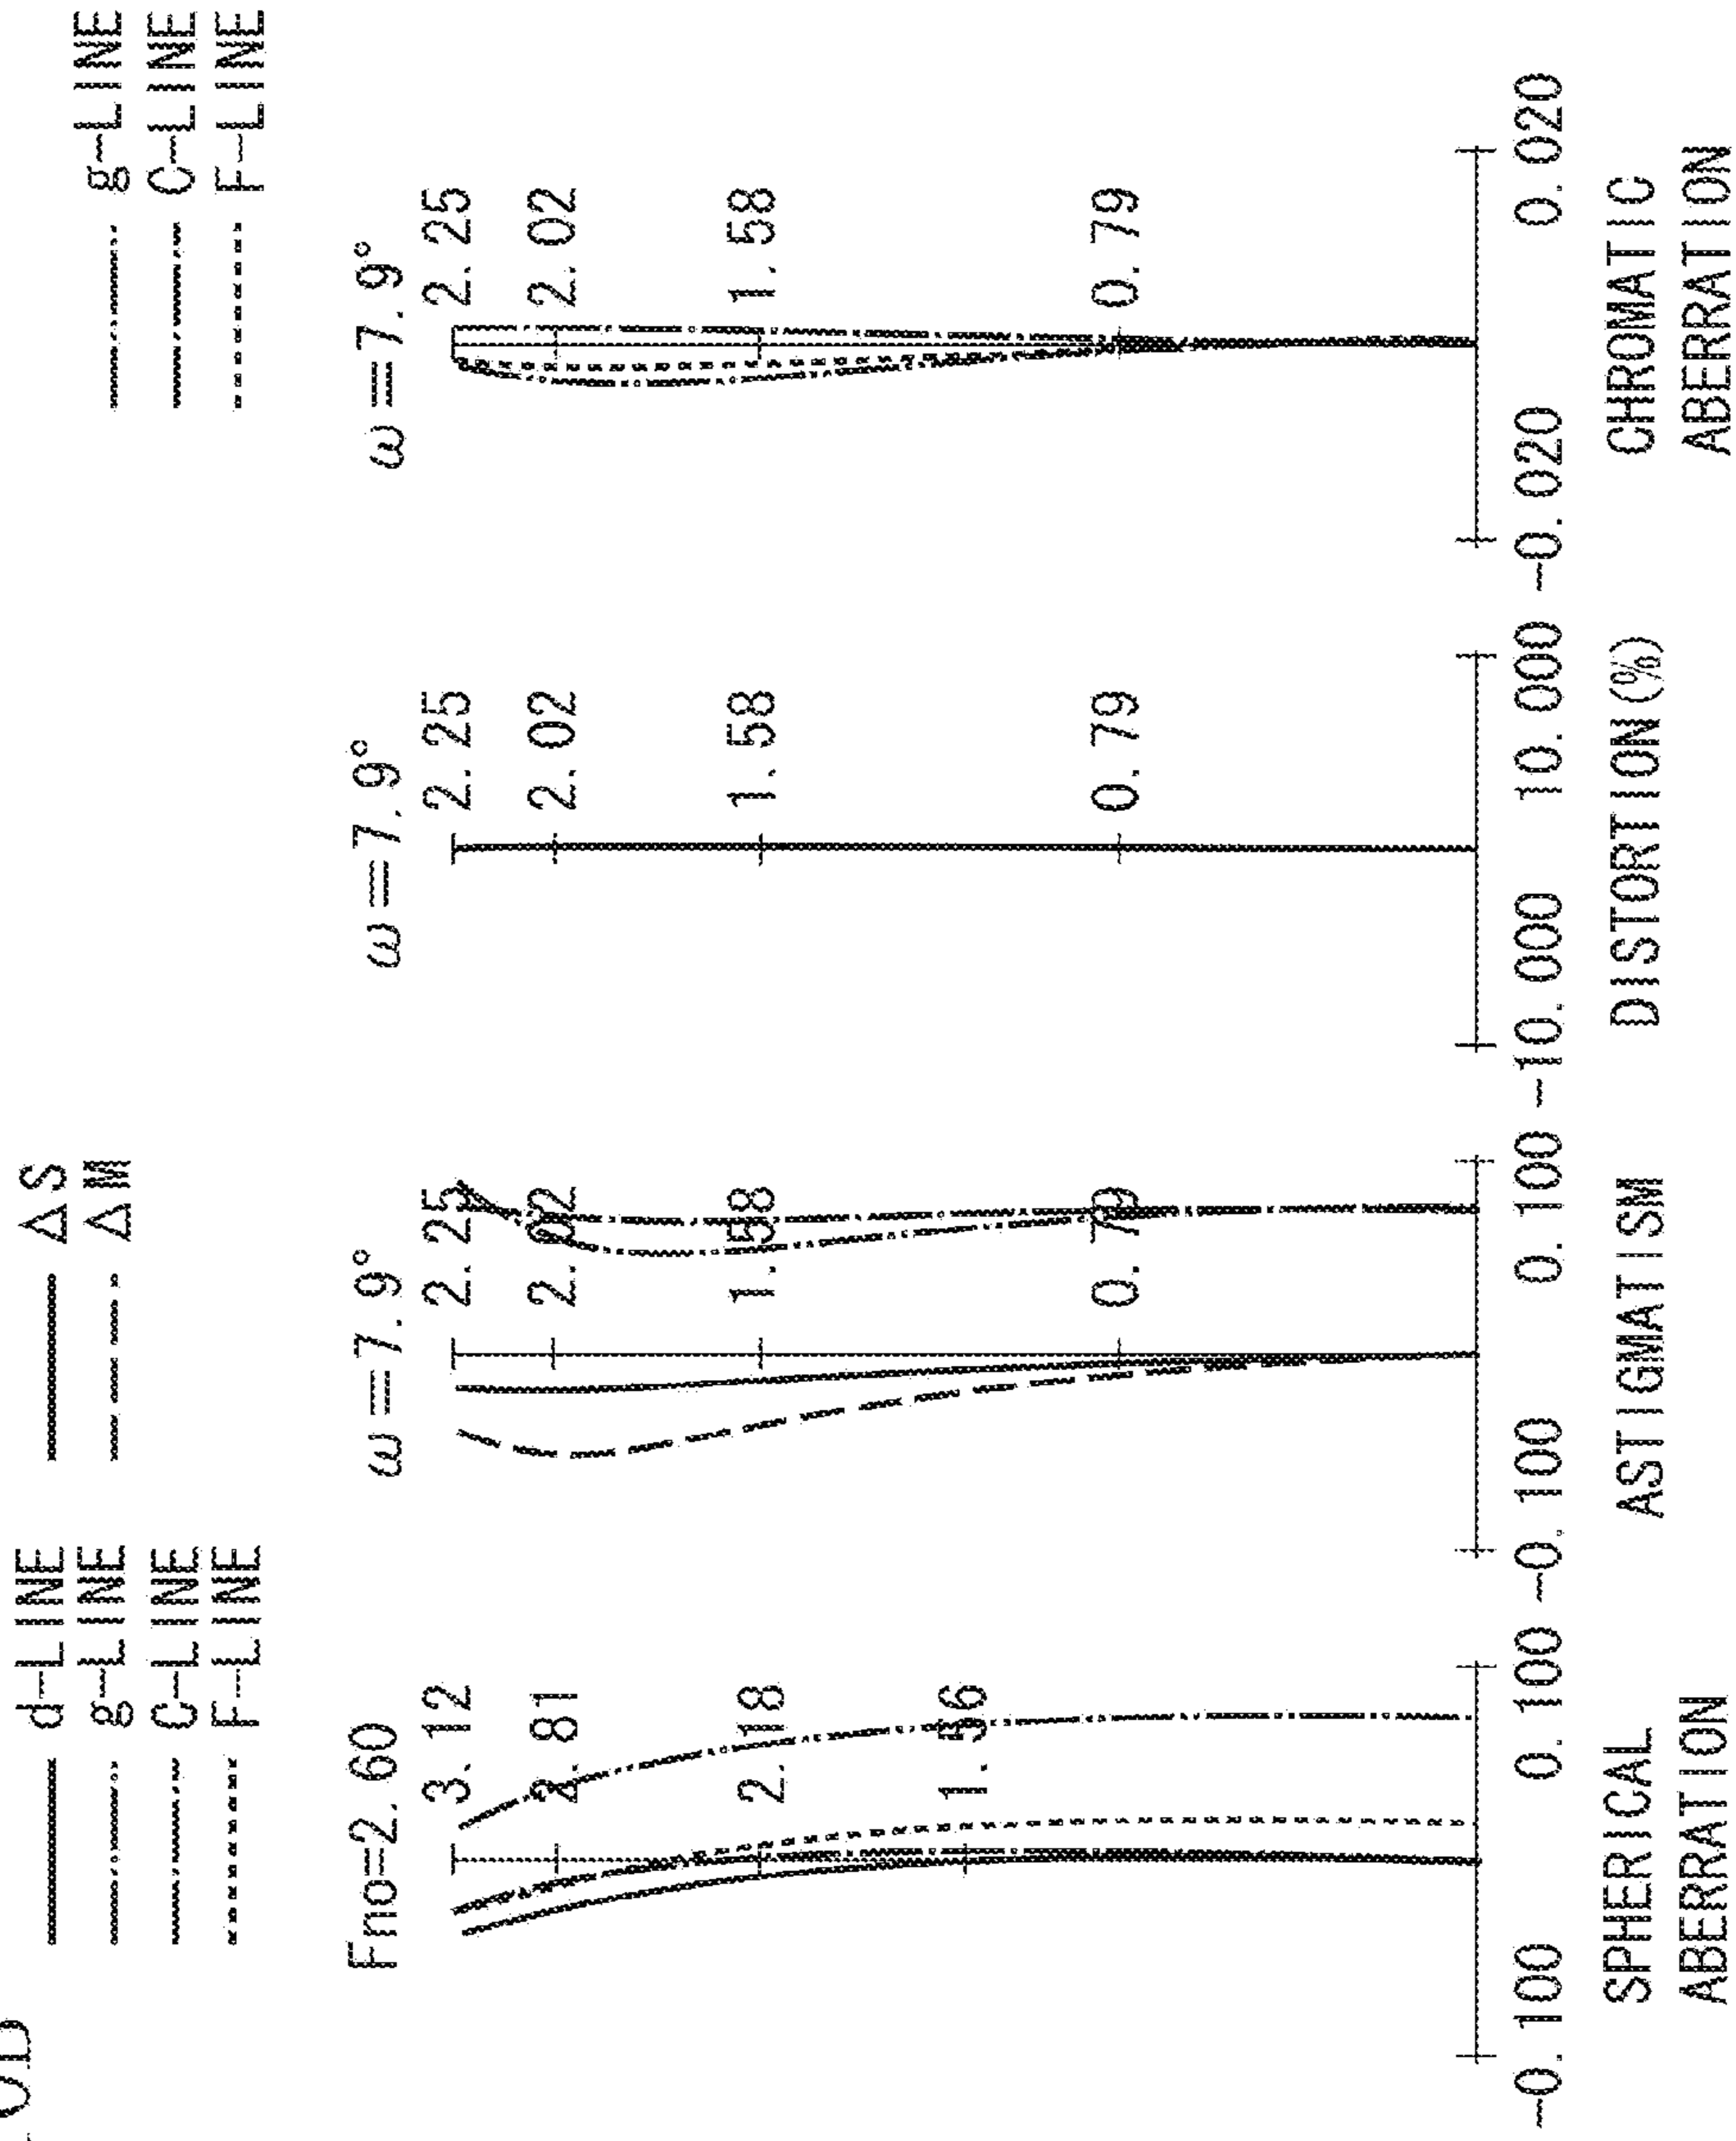 d-LINE
g-LINE
C-LINE
F-LINE
ΔS
ΔM
g-LINE
C-LINE
F-LINE
Fno=2.60
3.12
2.81
2.18
1.56
-0.100
0.100
SPHERICAL
ABERRATION
ω=7.9°
2.25
2.02
1.58
0.79
-0.100
0.100
ASTIGMATISM
ω=7.9°
2.25
2.02
1.58
0.79
-10.000
10.000
DISTORTION(%)
ω=7.9°
2.25
2.02
1.58
0.79
-0.020
0.020
CHROMATIC
ABERRATION